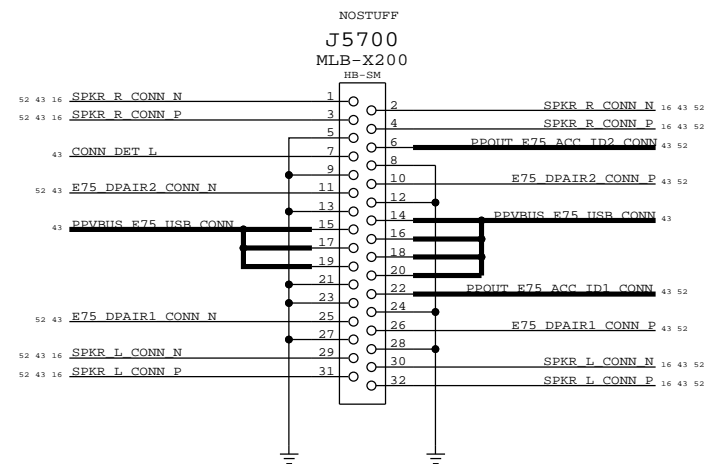 NOSTUFF
J5700
MLB-X200
HB-SM
52 43 16 SPKR_R_CONN_N 1
2 SPKR_R_CONN_N 16 43 52
52 43 16 SPKR_R_CONN_P 3
4 SPKR_R_CONN_P 16 43 52
5
6 PPOUT_E75_ACC_ID2_CONN 43 52
43 CONN_DET_L 7
8
9
10 E75_DPAIR2_CONN_P 43 52
52 43 E75_DPAIR2_CONN_N 11
12
13
14 PPVBUS_E75_USB_CONN 43
43 PPVBUS_E75_USB_CONN 15
16
17
18
19
20
21
22 PPOUT_E75_ACC_ID1_CONN 43 52
23
24
52 43 E75_DPAIR1_CONN_N 25
26 E75_DPAIR1_CONN_P 43 52
27
28
52 43 16 SPKR_L_CONN_N 29
30 SPKR_L_CONN_N 16 43 52
52 43 16 SPKR_L_CONN_P 31
32 SPKR_L_CONN_P 16 43 52